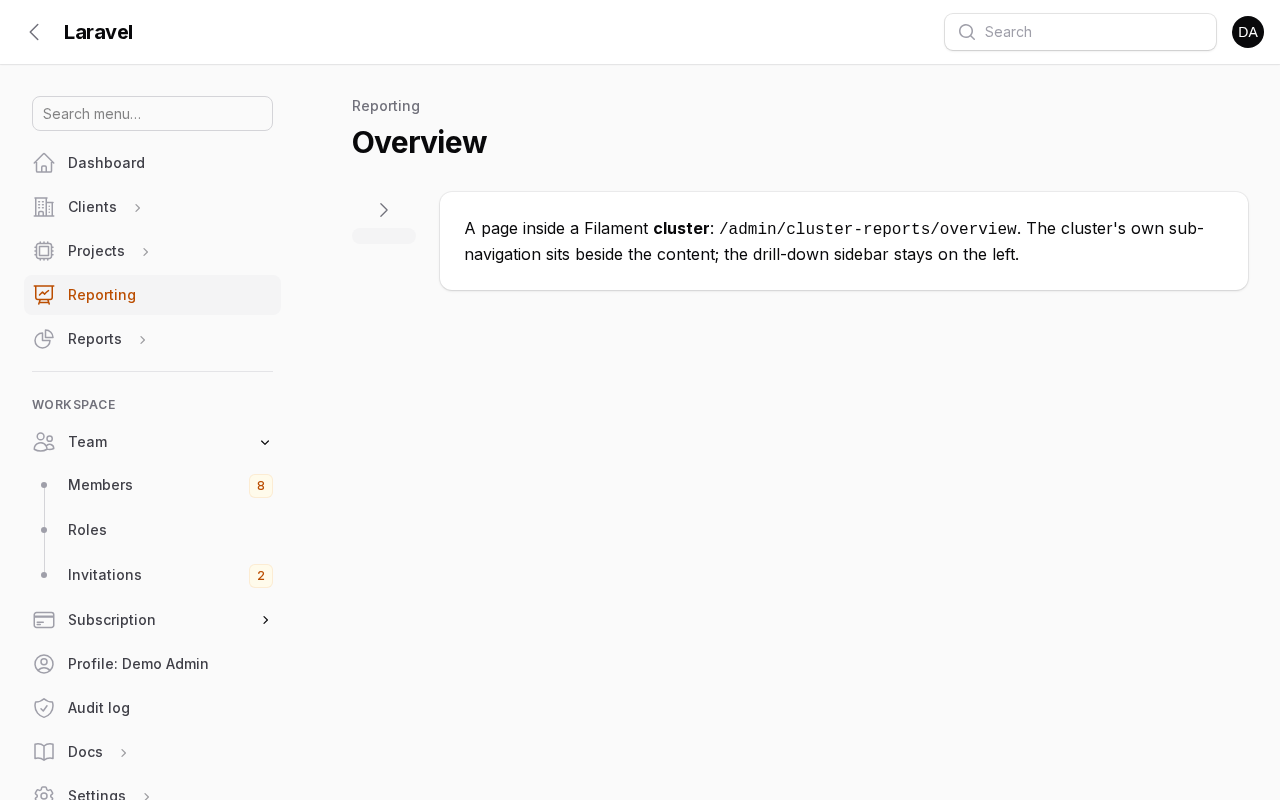 Laravel
Search
DA
Search menu…
Dashboard
Clients
Projects
Reporting
Reports
WORKSPACE
Team
Members 8
Roles
Invitations 2
Subscription
Profile: Demo Admin
Audit log
Docs
Settings
Reporting
Overview
A page inside a Filament cluster: /admin/cluster-reports/overview. The cluster's own sub-
navigation sits beside the content; the drill-down sidebar stays on the left.